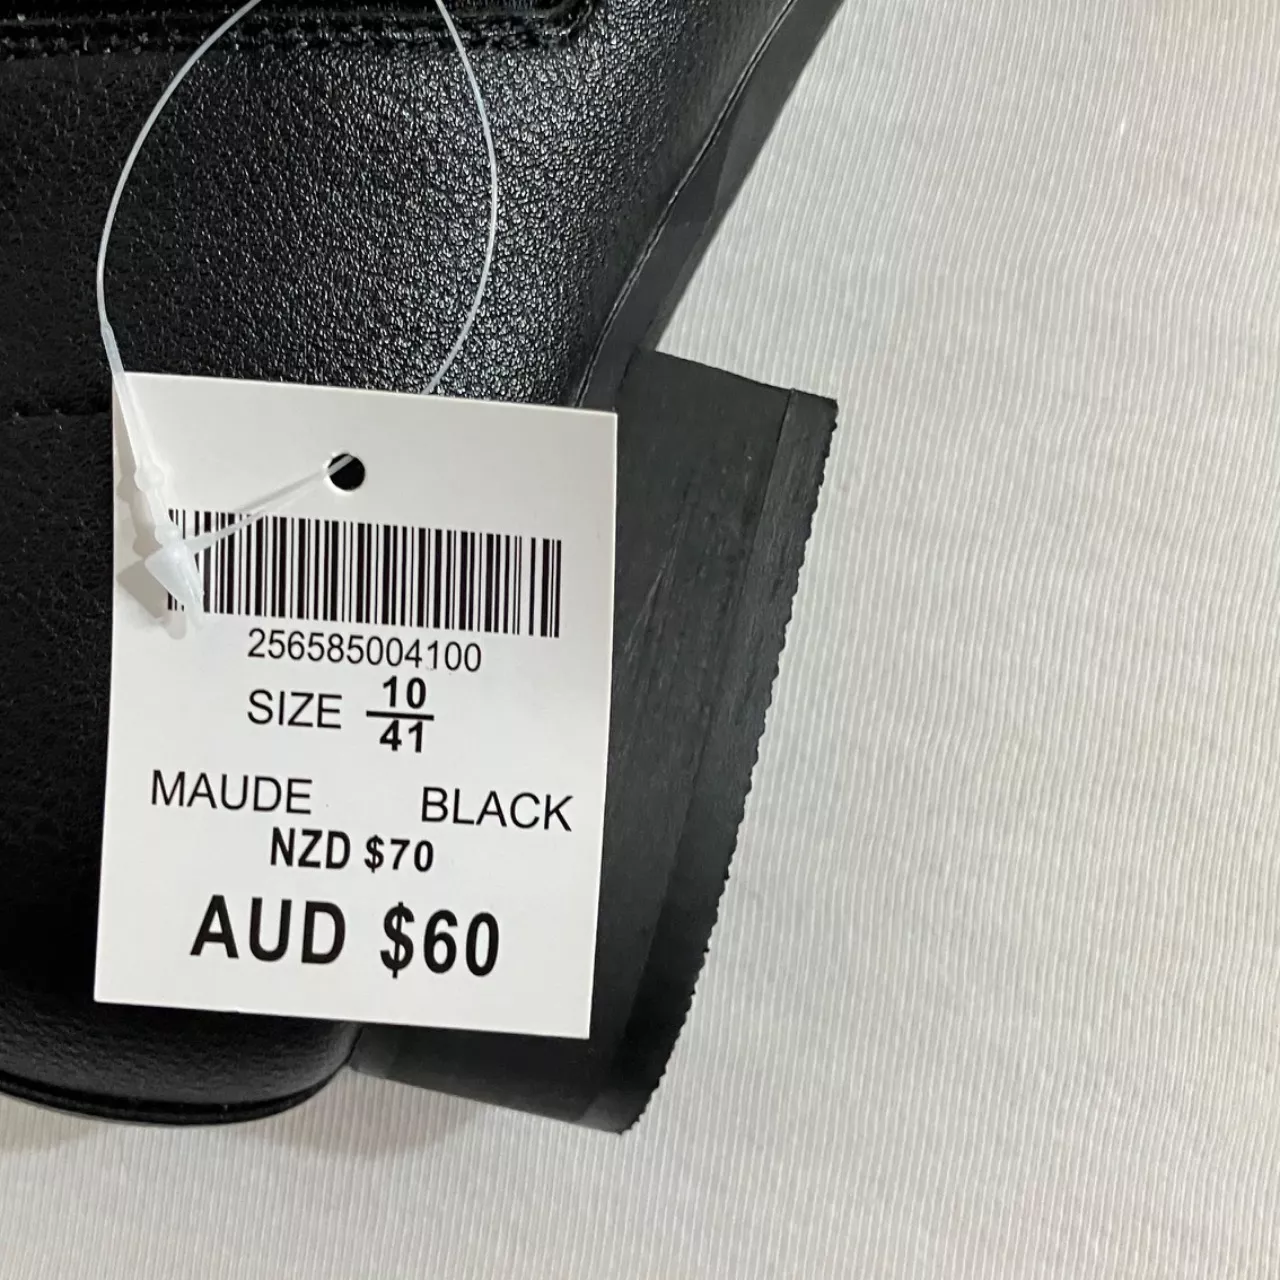 256585004100
SIZE 10/41
MAUDE BLACK
NZD $70
AUD $60